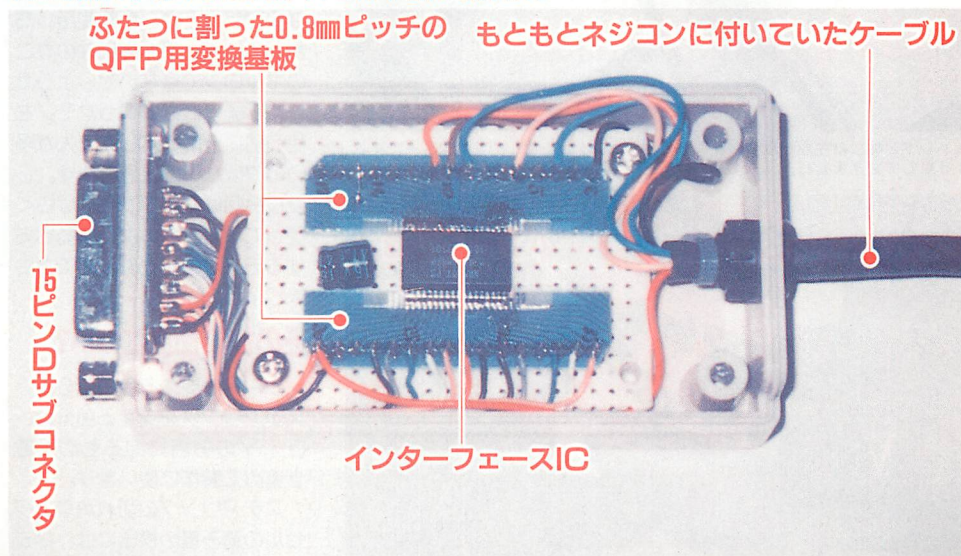 ふたつに割った0.8㎜ピッチの
QFP用変換基板
もともとネジコンに付いていたケーブル
15ピンDサブコネクタ
インターフェースIC